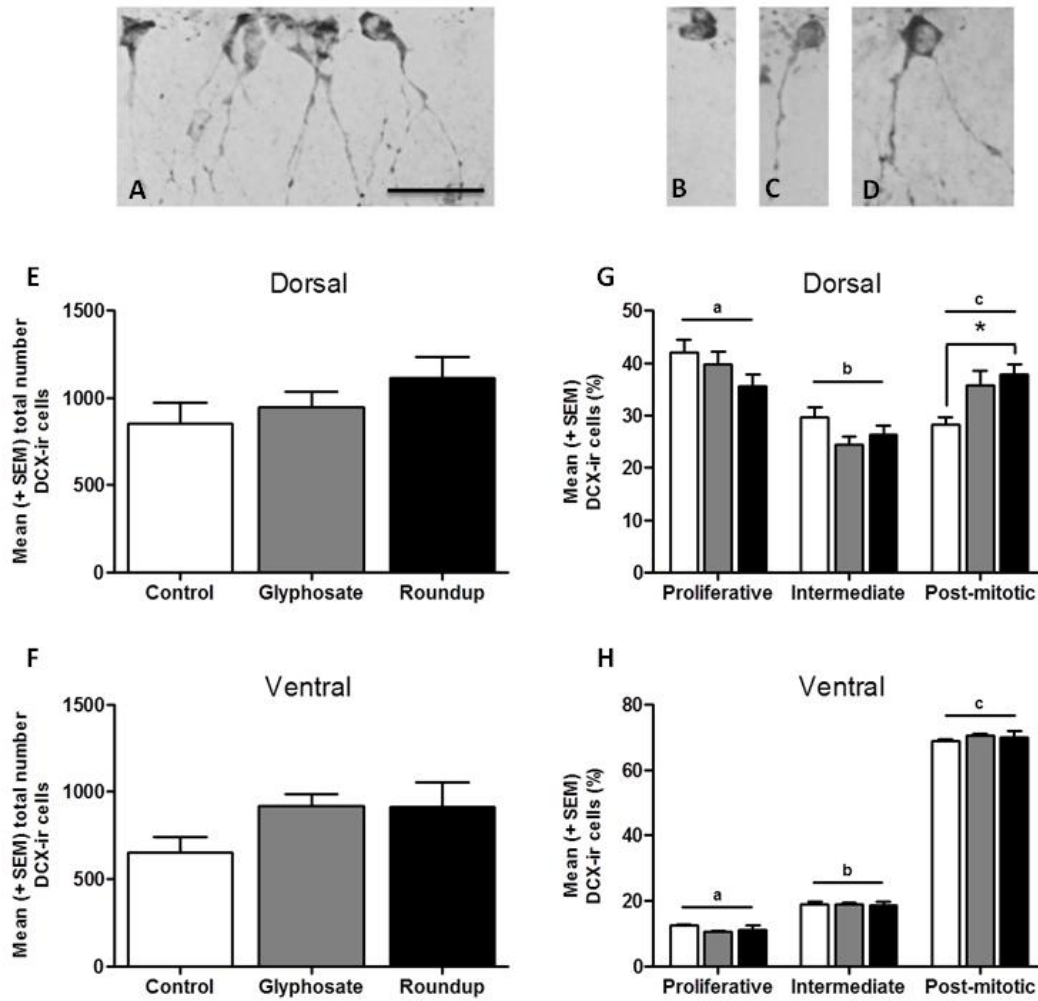 A
B
C
D
E
Dorsal
Mean (+ SEM) total number
DCX-ir cells
1500
1000
500
0
Control Glyphosate Roundup
G
Dorsal
Mean (+ SEM)
DCX-ir cells (%)
50
40
30
20
10
0
a
b
c
*
Proliferative Intermediate Post-mitotic
F
Ventral
Mean (+ SEM) total number
DCX-ir cells
1500
1000
500
0
Control Glyphosate Roundup
H
Ventral
Mean (+ SEM)
DCX-ir cells (%)
80
60
40
20
0
a
b
c
Proliferative Intermediate Post-mitotic